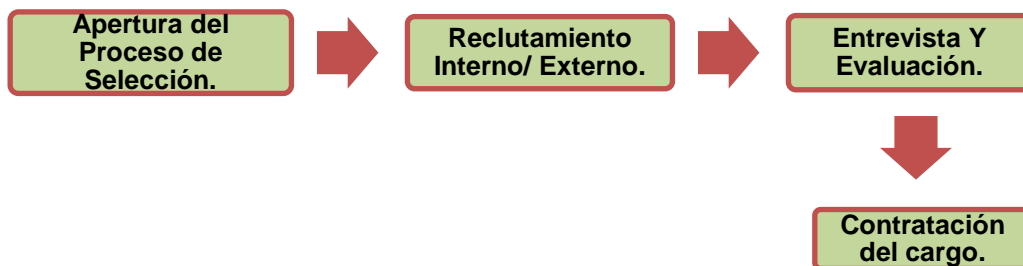 Apertura del
Proceso de
Selección.
Reclutamiento
Interno/ Externo.
Entrevista Y
Evaluación.
Contratación
del cargo.